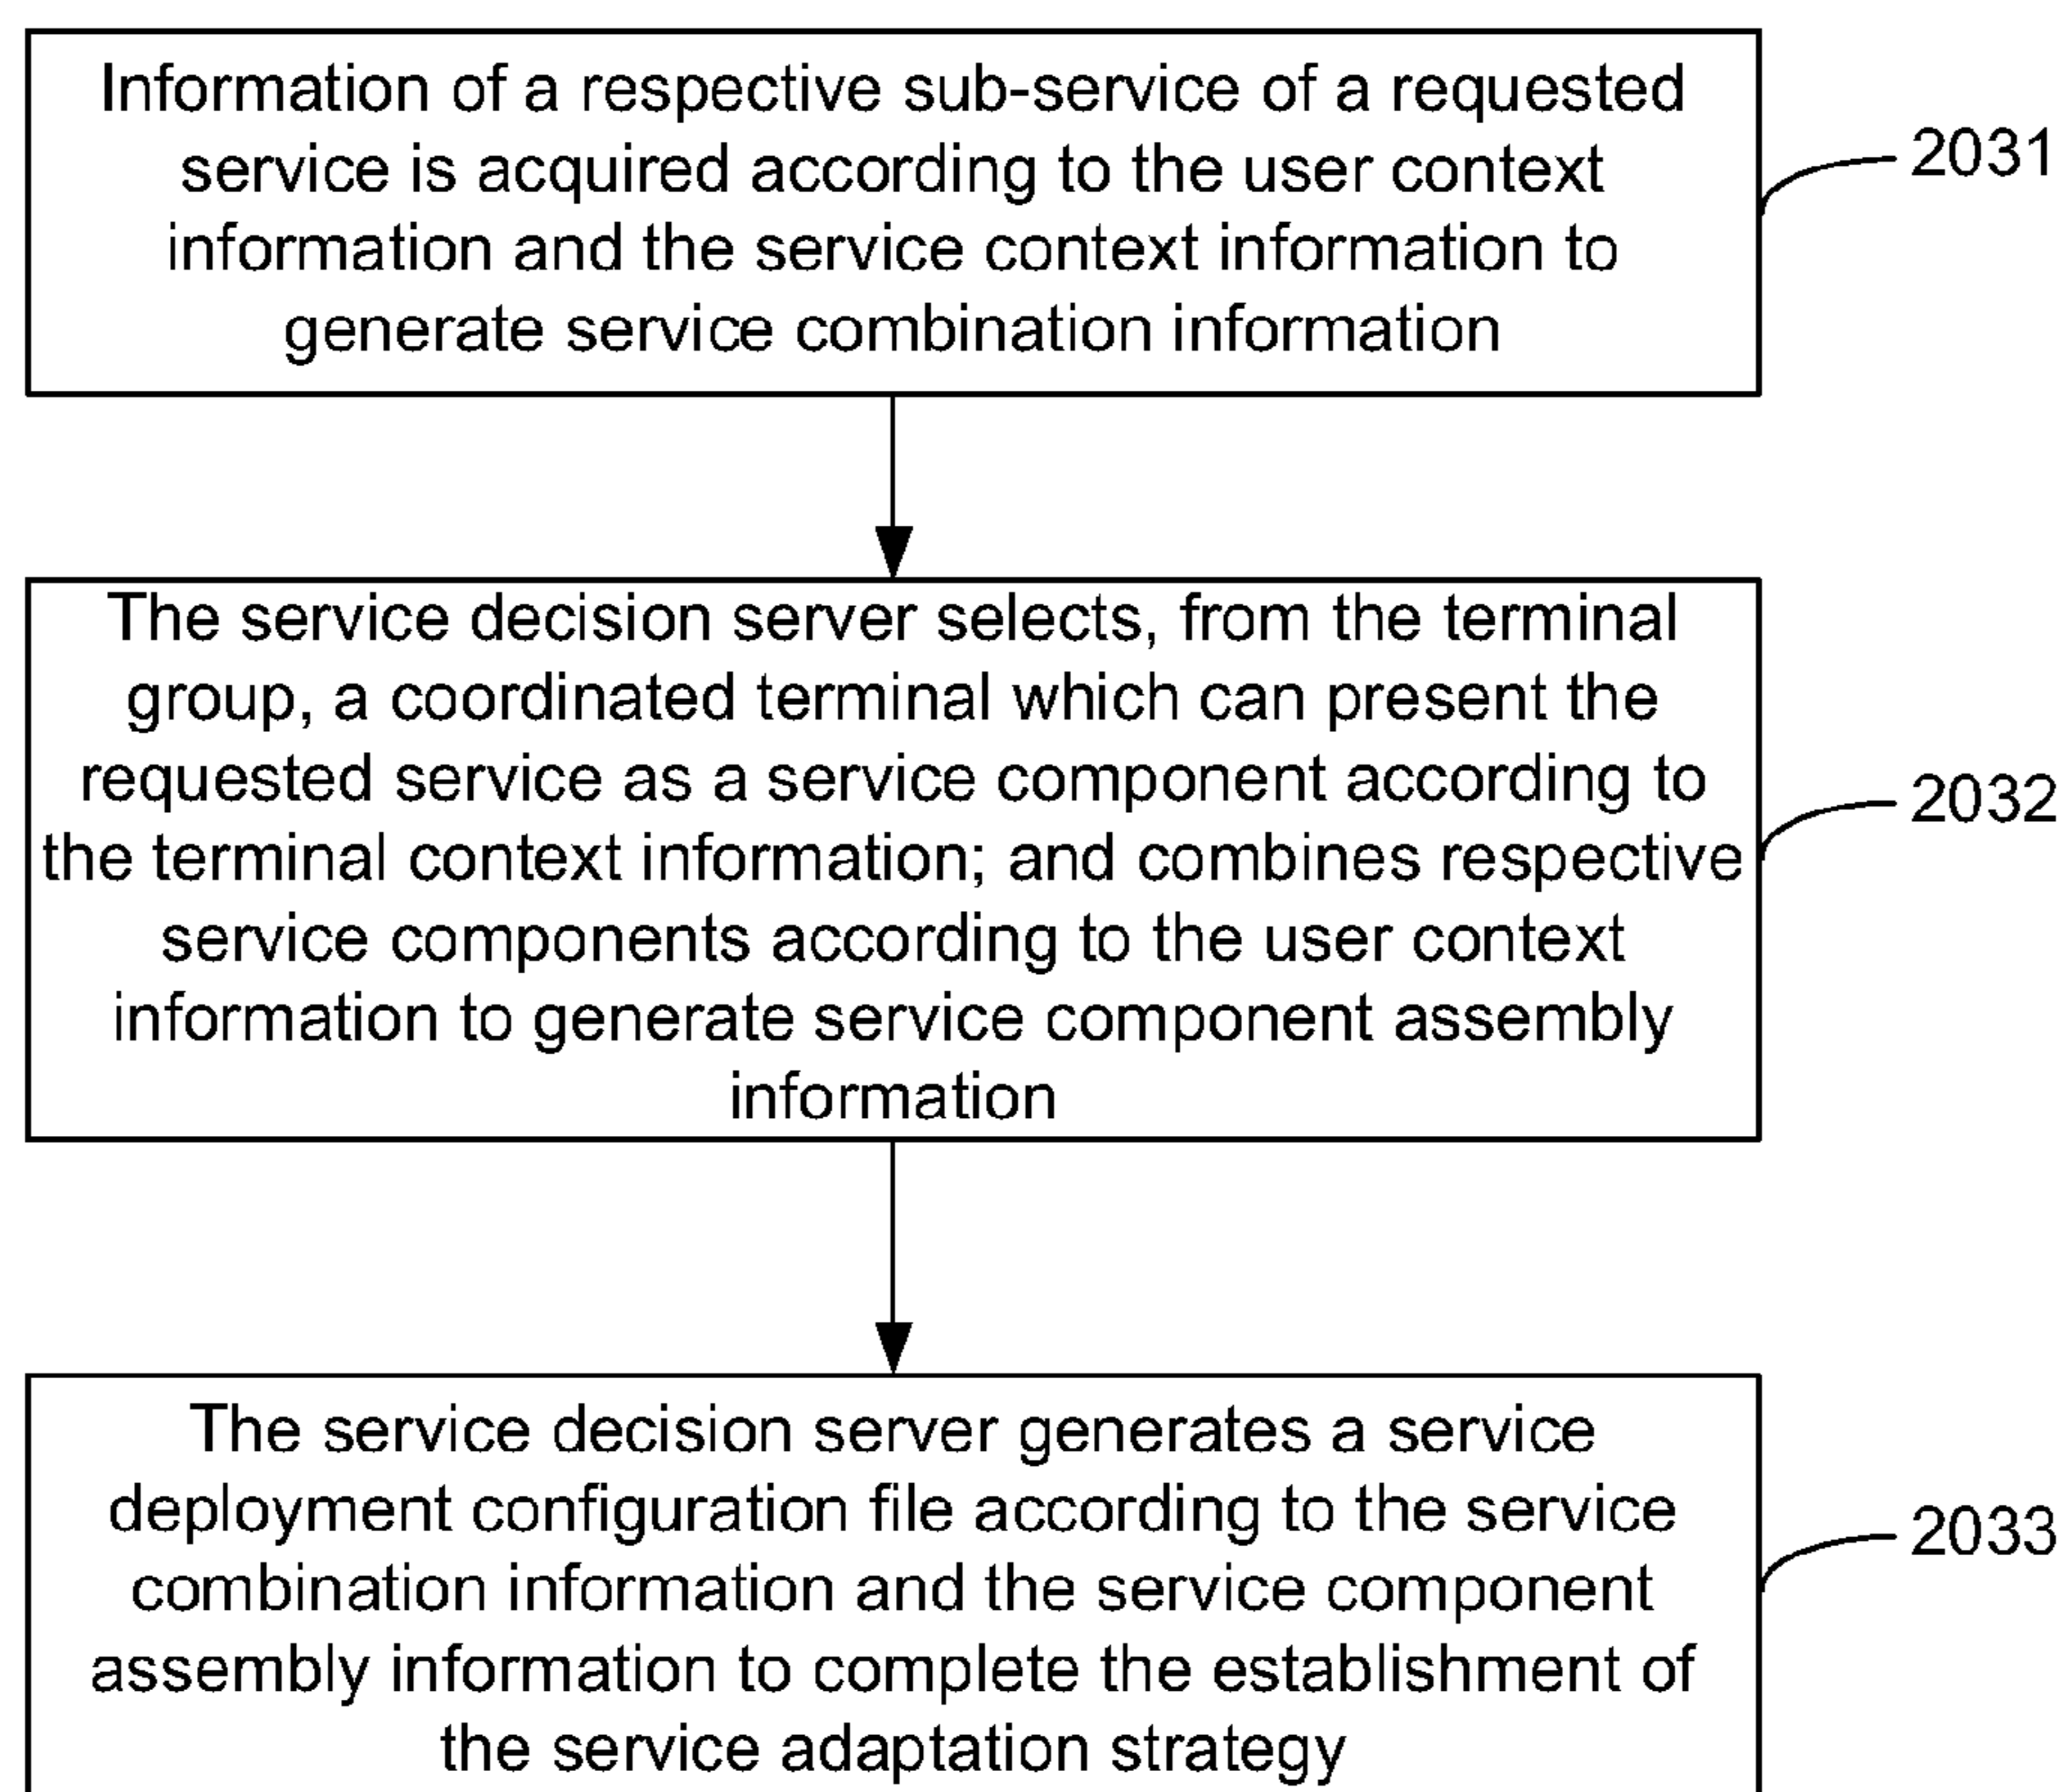 Information of a respective sub-service of a requested
service is acquired according to the user context
information and the service context information to
generate service combination information
2031
The service decision server selects, from the terminal
group, a coordinated terminal which can present the
requested service as a service component according to
the terminal context information; and combines respective
service components according to the user context
information to generate service component assembly
information
2032
The service decision server generates a service
deployment configuration file according to the service
combination information and the service component
assembly information to complete the establishment of
the service adaptation strategy
2033